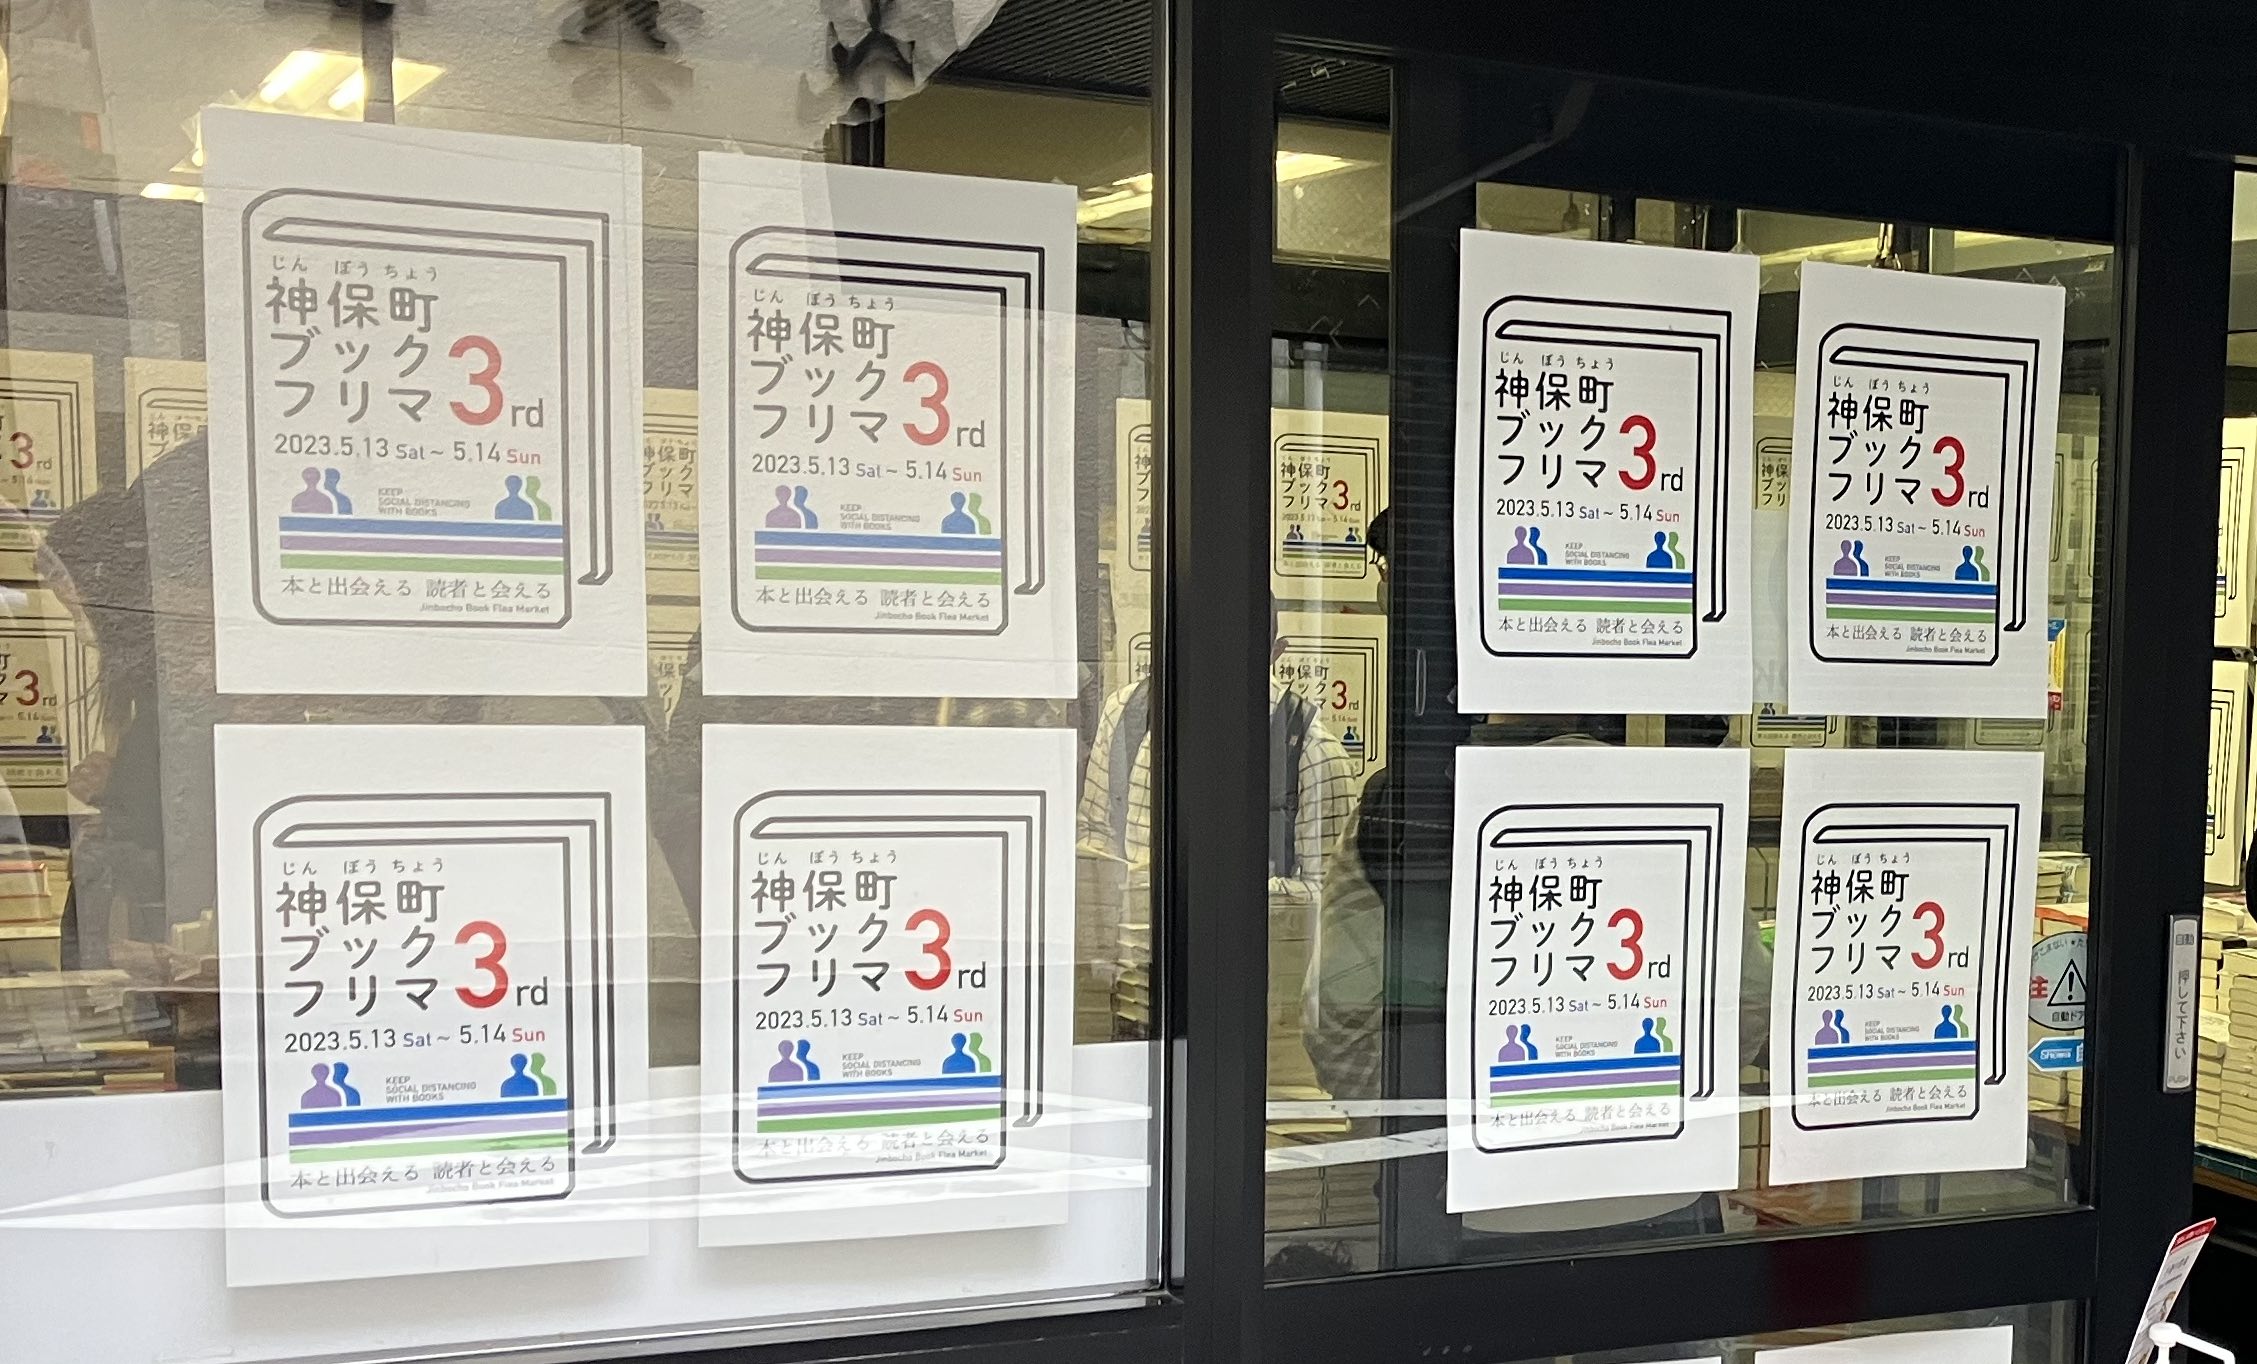 じんぼうちょう
神保町
ブック
フリマ 3rd
2023.5.13 Sat～5.14 Sun
KEEP
SOCIAL DISTANCING
WITH BOOKS
本と出会える 読者と会える
Jinbocho Book Flea Market
じんぼうちょう
神保町
ブック
フリマ 3rd
2023.5.13 Sat～5.14 Sun
KEEP
SOCIAL DISTANCING
WITH BOOKS
本と出会える 読者と会える
Jinbocho Book Flea Market
じんぼうちょう
神保町
ブック
フリマ 3rd
2023.5.13 Sat～5.14 Sun
KEEP
SOCIAL DISTANCING
WITH BOOKS
本と出会える 読者と会える
Jinbocho Book Flea Market
じんぼうちょう
神保町
ブック
フリマ 3rd
2023.5.13 Sat～5.14 Sun
KEEP
SOCIAL DISTANCING
WITH BOOKS
本と出会える 読者と会える
Jinbocho Book Flea Market
じんぼうちょう
神保町
ブック
フリマ 3rd
2023.5.13 Sat～5.14 Sun
KEEP
SOCIAL DISTANCING
WITH BOOKS
本と出会える 読者と会える
Jinbocho Book Flea Market
じんぼうちょう
神保町
ブック
フリマ 3rd
2023.5.13 Sat～5.14 Sun
KEEP
SOCIAL DISTANCING
WITH BOOKS
本と出会える 読者と会える
Jinbocho Book Flea Market
じんぼうちょう
神保町
ブック
フリマ 3rd
2023.5.13 Sat～5.14 Sun
KEEP
SOCIAL DISTANCING
WITH BOOKS
本と出会える 読者と会える
Jinbocho Book Flea Market
じんぼうちょう
神保町
ブック
フリマ 3rd
2023.5.13 Sat～5.14 Sun
KEEP
SOCIAL DISTANCING
WITH BOOKS
本と出会える 読者と会える
Jinbocho Book Flea Market
神保町
ブック
フリマ 3rd
自動
押して下さい
PUSH
自動ドア